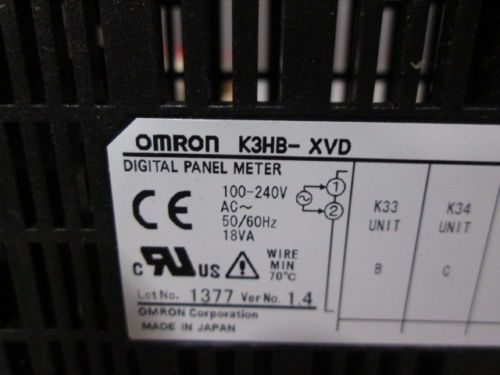 OMRON K3HB-XVD
DIGITAL PANEL METER
CE
100-240V
AC~
50/60Hz
18VA
1
2
c RU US
WIRE
MIN
70°C
Lot No. 1377 Ver No. 1.4
OMRON Corporation
MADE IN JAPAN
K33
UNIT
B
K34
UNIT
C